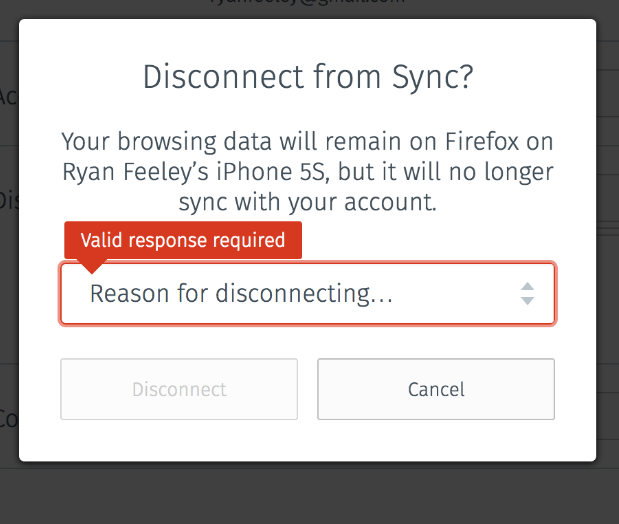 Disconnect from Sync?
Your browsing data will remain on Firefox on
Ryan Feeley’s iPhone 5S, but it will no longer
sync with your account.
Valid response required
Reason for disconnecting…
Disconnect
Cancel